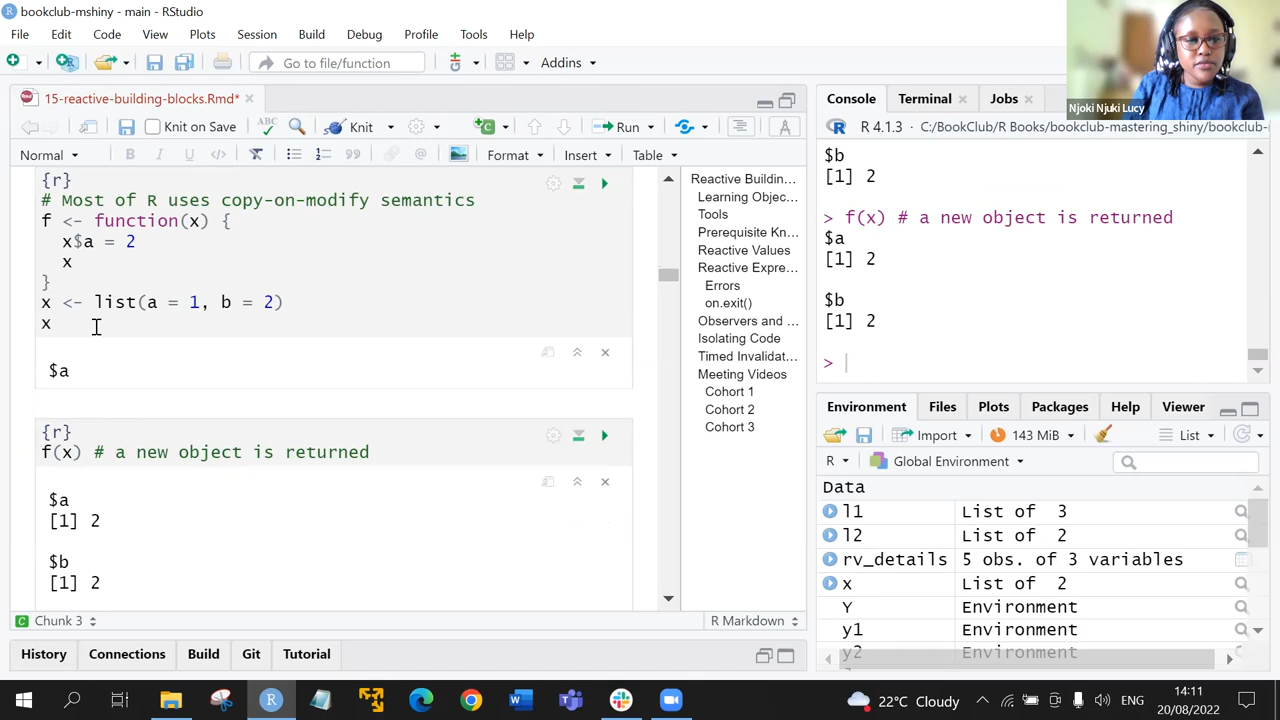 bookclub-mshiny - main - RStudio
File Edit Code View Plots Session Build Debug Profile Tools Help
Go to file/function Addins
Njoki Njuki Lucy
15-reactive-building-blocks.Rmd*
Knit on Save Knit Run
Normal B I U Format Insert Table
{r}
# Most of R uses copy-on-modify semantics
f <- function(x) {
x$a = 2
x
}
x <- list(a = 1, b = 2)
x
$a
{r}
f(x) # a new object is returned
$a
[1] 2
$b
[1] 2
Chunk 3 R Markdown
Reactive Buildin...
Learning Objec...
Tools
Prerequisite Kn...
Reactive Values
Reactive Expre...
Errors
on.exit()
Observers and ...
Isolating Code
Timed Invalidat...
Meeting Videos
Cohort 1
Cohort 2
Cohort 3
History Connections Build Git Tutorial
Console Terminal Jobs
R 4.1.3 · C:/BookClub/R Books/bookclub-mastering_shiny/bookclub-
$b
[1] 2
> f(x) # a new object is returned
$a
[1] 2
$b
[1] 2
>
Environment Files Plots Packages Help Viewer
Import 143 MiB List
R Global Environment
Data
l1 List of 3
l2 List of 2
rv_details 5 obs. of 3 variables
x List of 2
Y Environment
y1 Environment
y2 Environment
22°C Cloudy ENG 14:11
20/08/2022